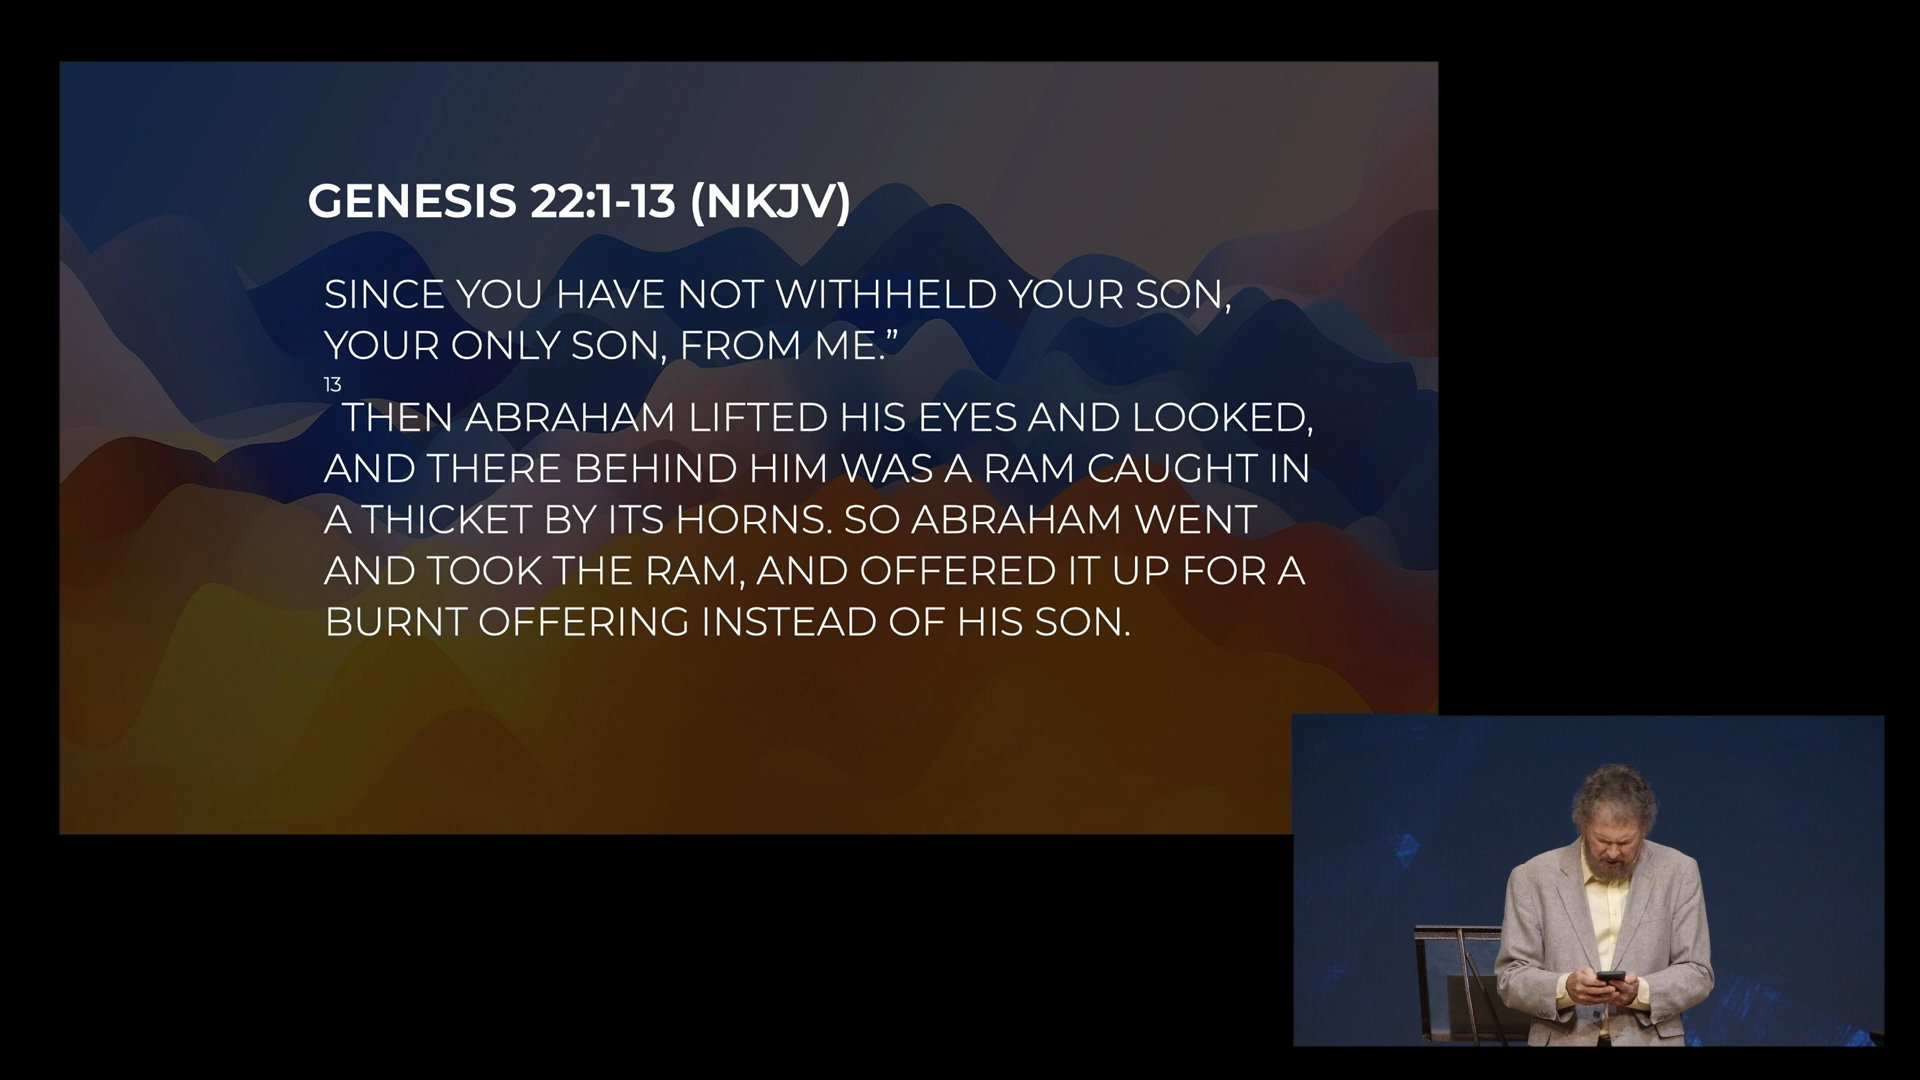 GENESIS 22:1-13 (NKJV)
SINCE YOU HAVE NOT WITHHELD YOUR SON,
YOUR ONLY SON, FROM ME.”
13
THEN ABRAHAM LIFTED HIS EYES AND LOOKED,
AND THERE BEHIND HIM WAS A RAM CAUGHT IN
A THICKET BY ITS HORNS. SO ABRAHAM WENT
AND TOOK THE RAM, AND OFFERED IT UP FOR A
BURNT OFFERING INSTEAD OF HIS SON.